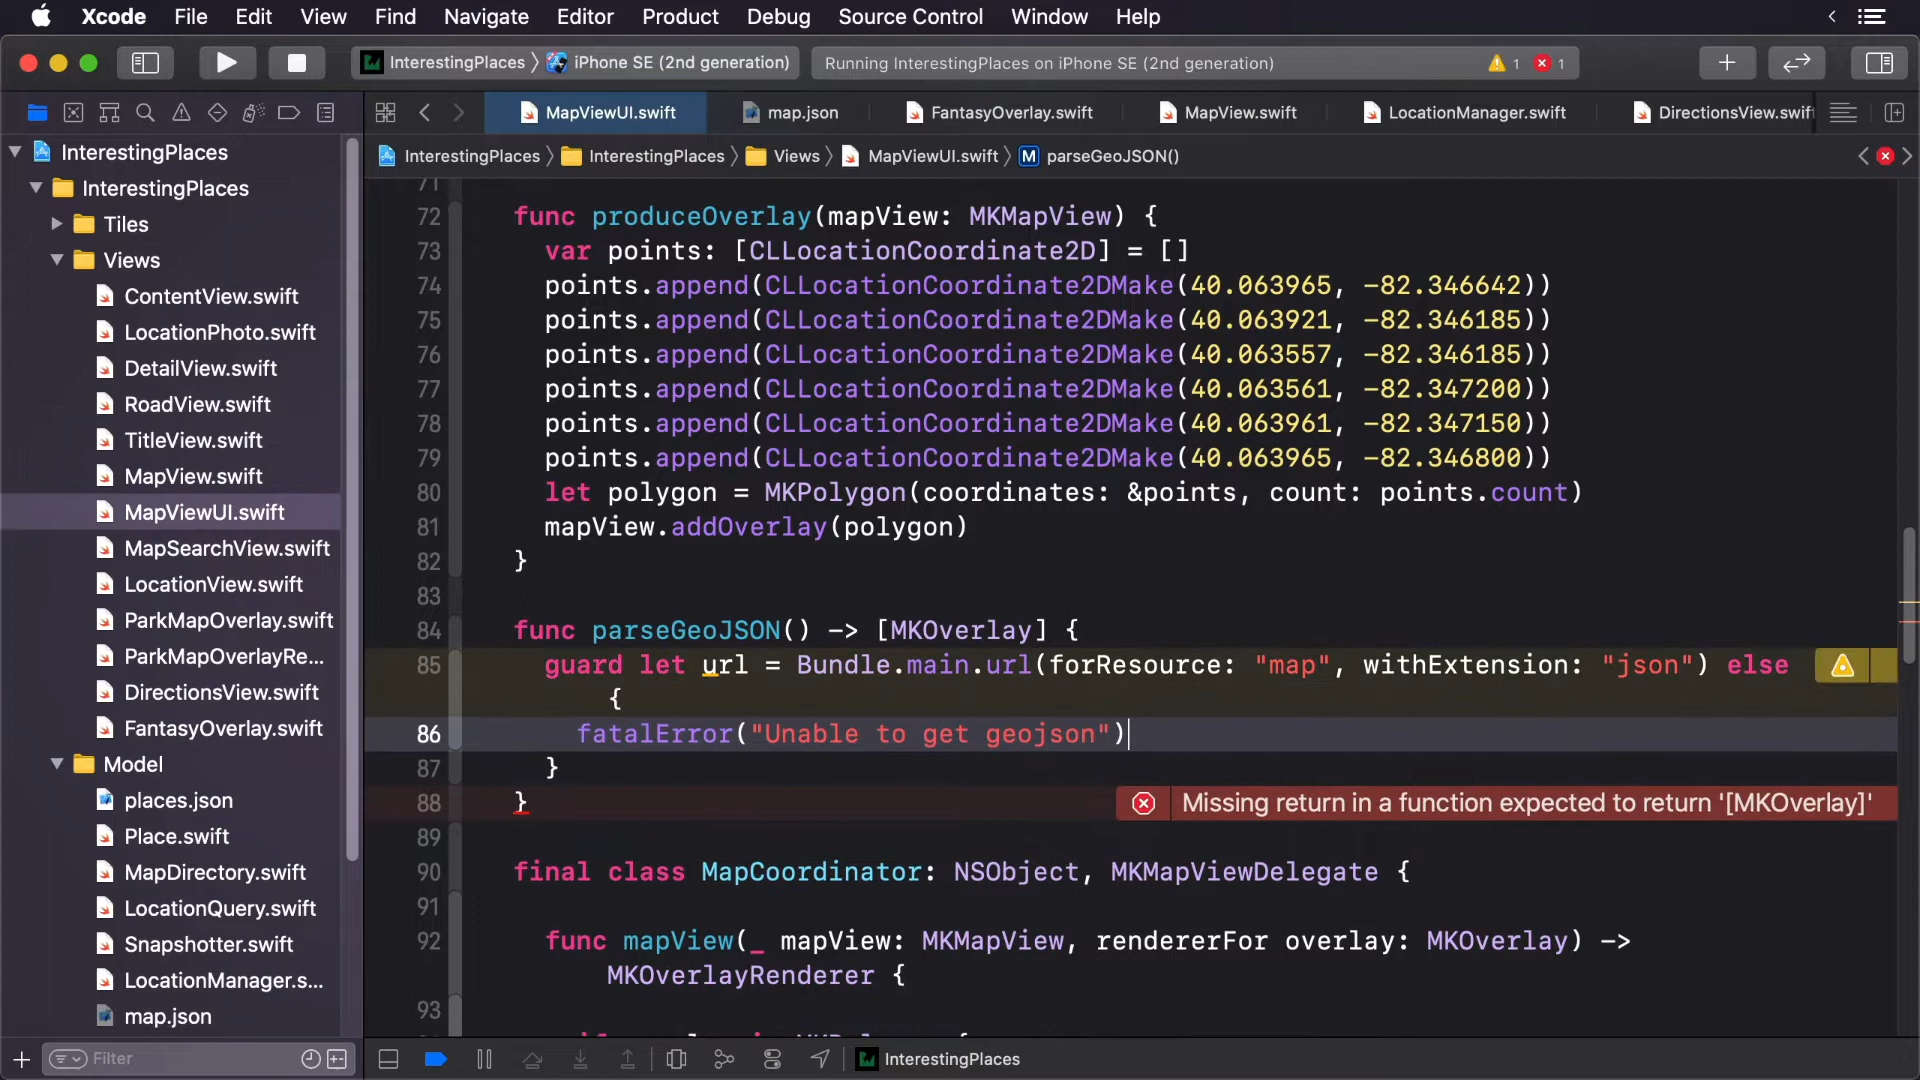 Xcode File Edit View Find Navigate Editor Product Debug Source Control Window Help
InterestingPlaces iPhone SE (2nd generation) Running InterestingPlaces on iPhone SE (2nd generation) 1 1
MapViewUI.swift map.json FantasyOverlay.swift MapView.swift LocationManager.swift DirectionsView.swif
InterestingPlaces InterestingPlaces Views MapViewUI.swift M parseGeoJSON()
InterestingPlaces
InterestingPlaces
Tiles
Views
ContentView.swift
LocationPhoto.swift
DetailView.swift
RoadView.swift
TitleView.swift
MapView.swift
MapViewUI.swift
MapSearchView.swift
LocationView.swift
ParkMapOverlay.swift
ParkMapOverlayRe...
DirectionsView.swift
FantasyOverlay.swift
Model
places.json
Place.swift
MapDirectory.swift
LocationQuery.swift
Snapshotter.swift
LocationManager.s...
map.json
Filter
71
72 func produceOverlay(mapView: MKMapView) {
73 var points: [CLLocationCoordinate2D] = []
74 points.append(CLLocationCoordinate2DMake(40.063965, -82.346642))
75 points.append(CLLocationCoordinate2DMake(40.063921, -82.346185))
76 points.append(CLLocationCoordinate2DMake(40.063557, -82.346185))
77 points.append(CLLocationCoordinate2DMake(40.063561, -82.347200))
78 points.append(CLLocationCoordinate2DMake(40.063961, -82.347150))
79 points.append(CLLocationCoordinate2DMake(40.063965, -82.346800))
80 let polygon = MKPolygon(coordinates: &points, count: points.count)
81 mapView.addOverlay(polygon)
82 }
83
84 func parseGeoJSON() -> [MKOverlay] {
85 guard let url = Bundle.main.url(forResource: "map", withExtension: "json") else
{
86 fatalError("Unable to get geojson")
87 }
88 } Missing return in a function expected to return '[MKOverlay]'
89
90 final class MapCoordinator: NSObject, MKMapViewDelegate {
91
92 func mapView(_ mapView: MKMapView, rendererFor overlay: MKOverlay) ->
MKOverlayRenderer {
93
InterestingPlaces